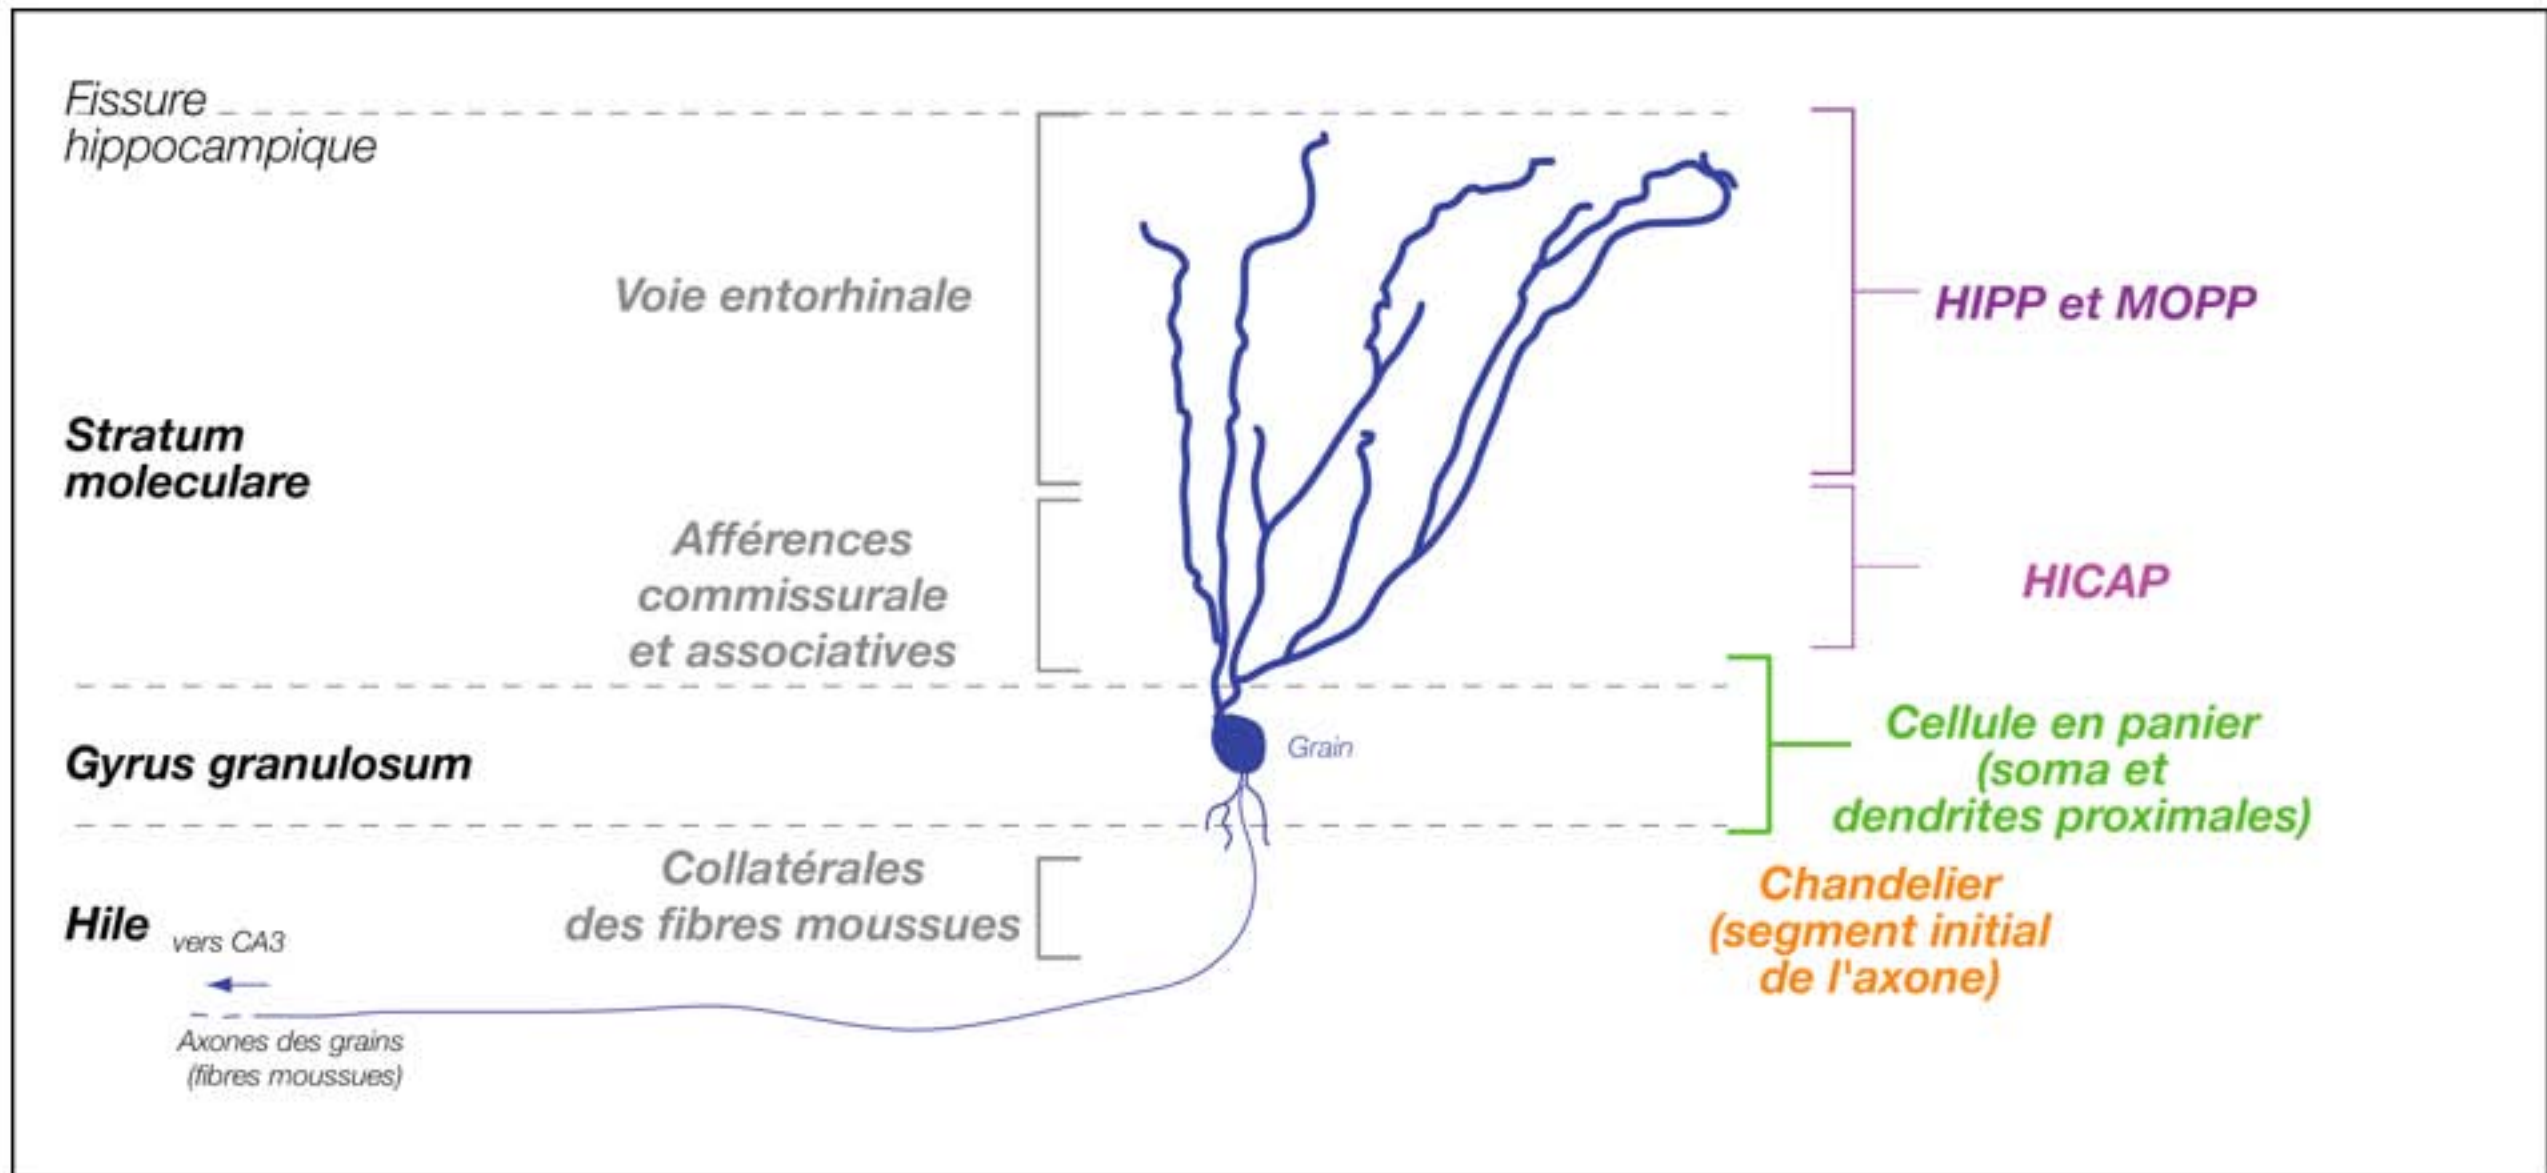 Fissure
hippocampique
Voie entorhinale
HIPP et MOPP
Stratum
moleculare
Afférences
commissurale
et associatives
HICAP
Gyrus granulosum
Grain
Cellule en panier
(soma et
dendrites proximales)
Collatérales
des fibres moussues
Hile
vers CA3
Chandelier
(segment initial
de l'axone)
Axones des grains
(fibres moussues)